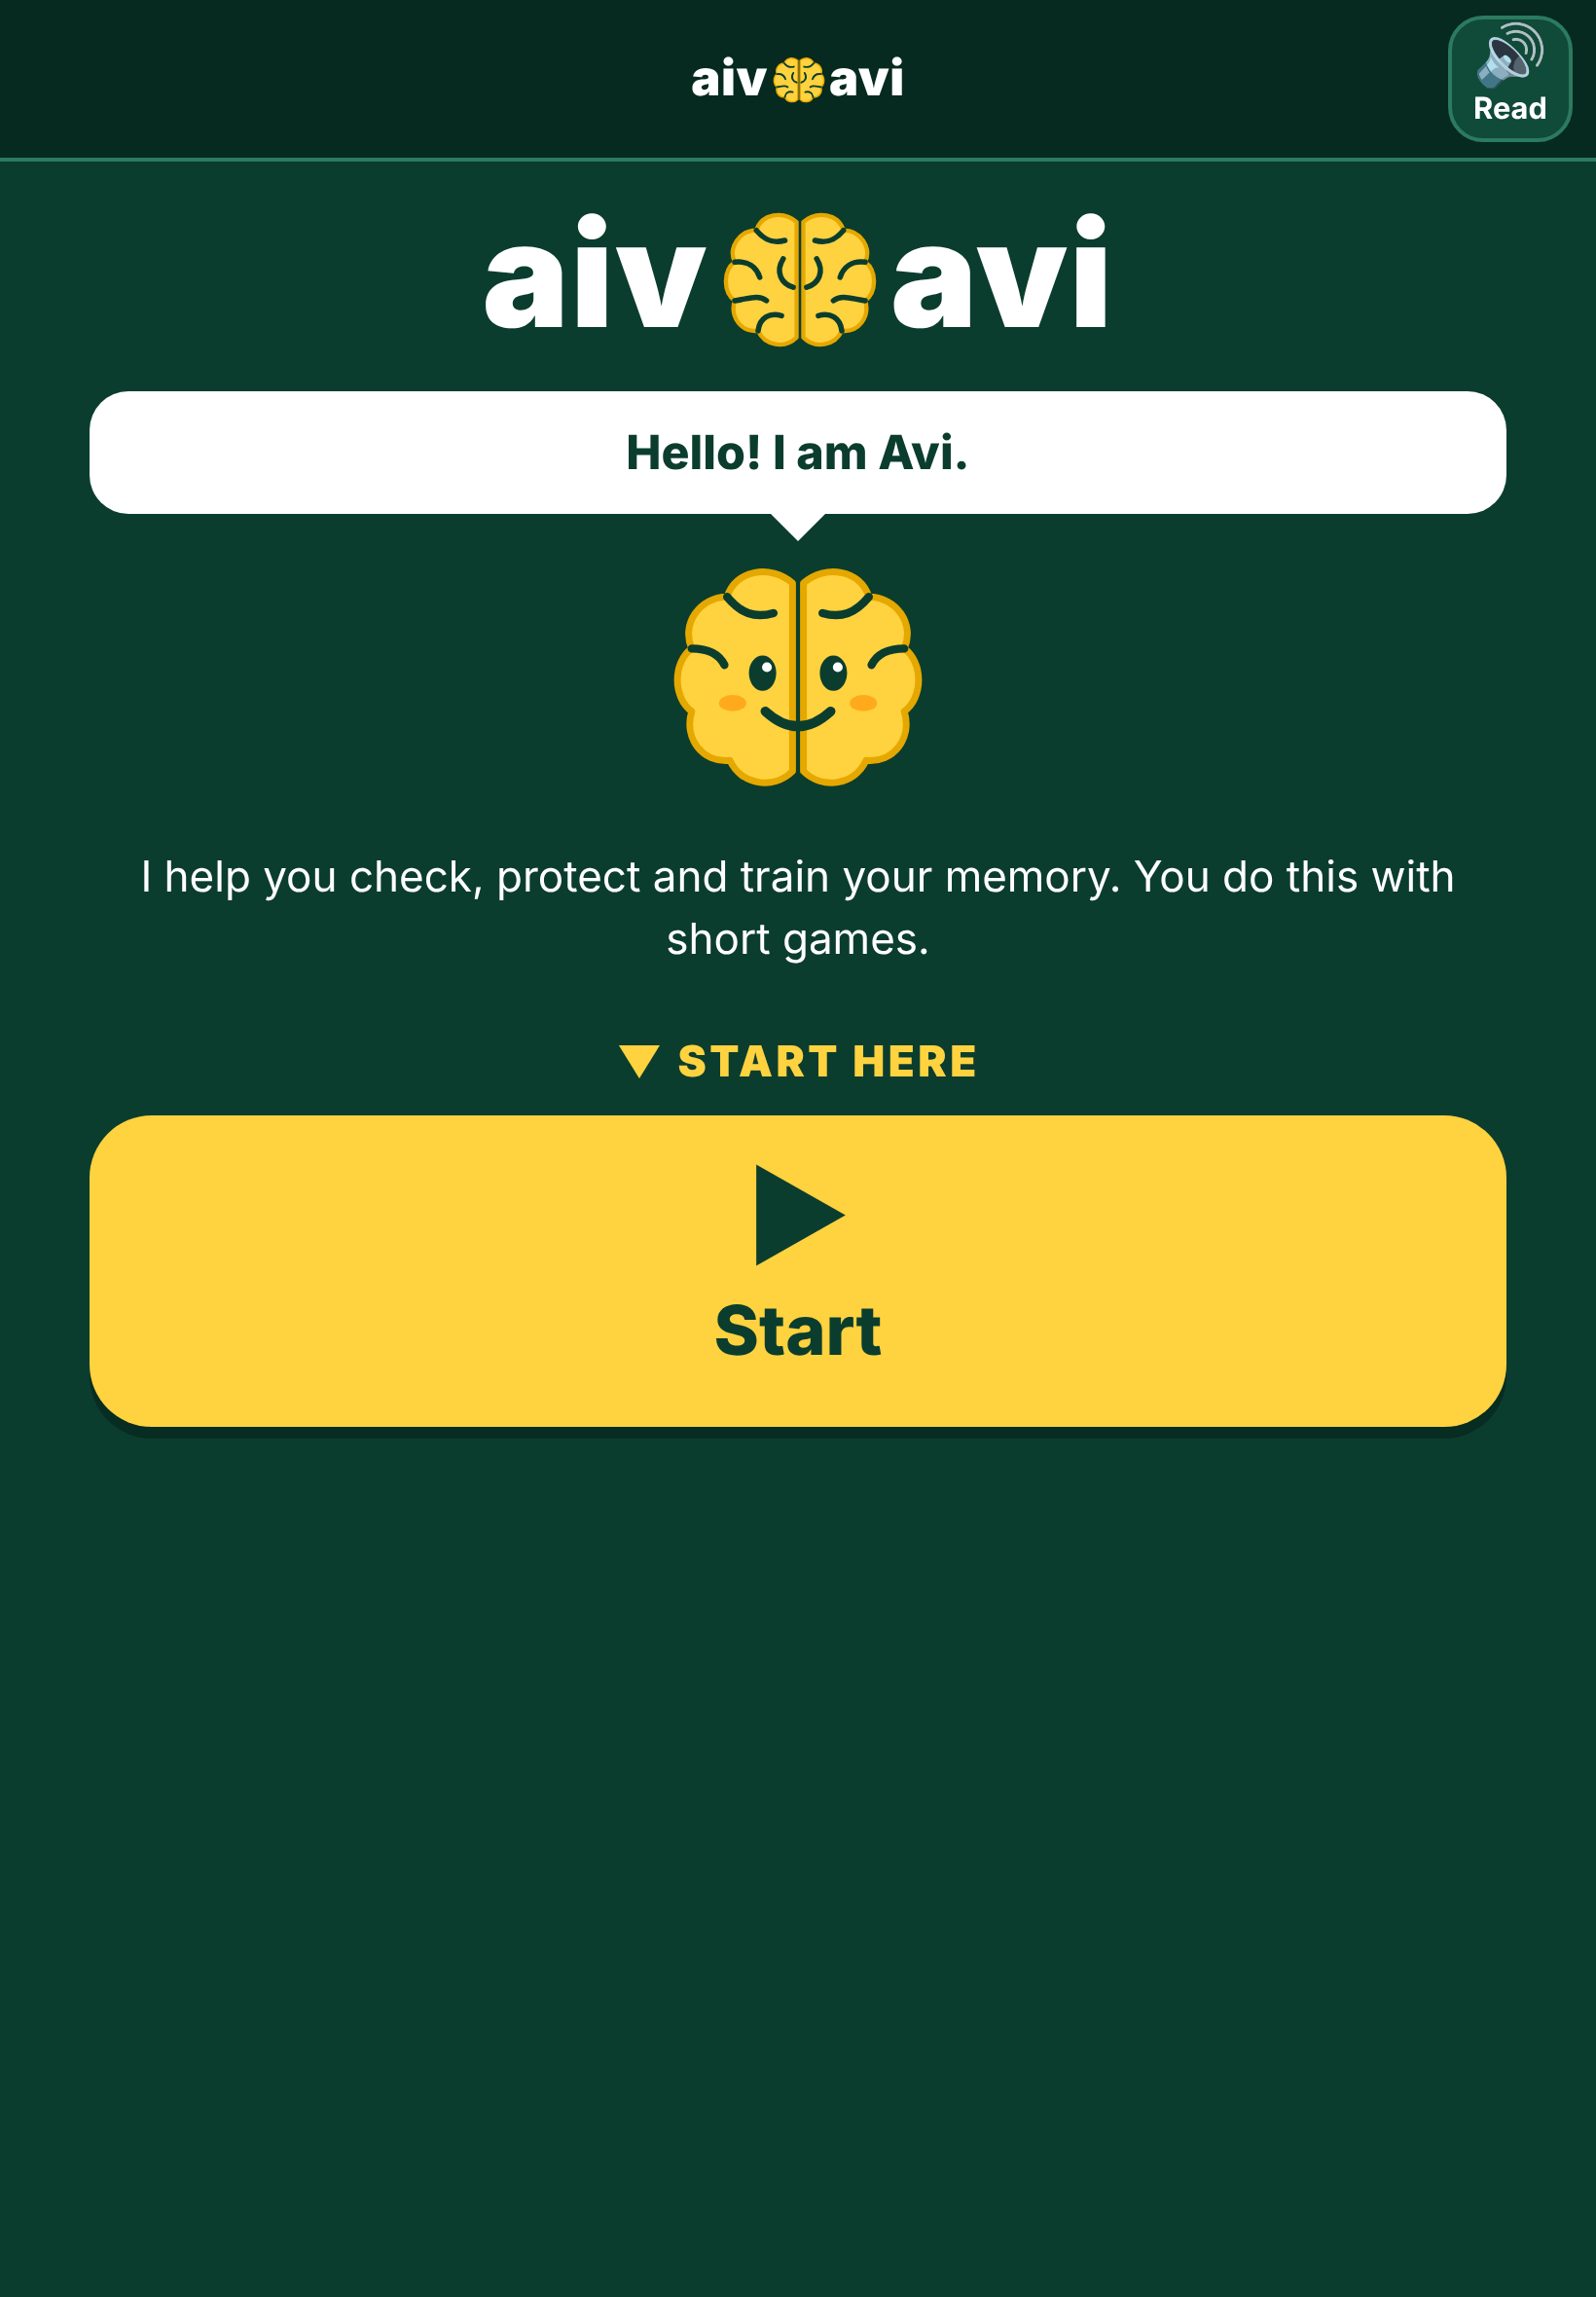 aiv avi
Read
aiv avi
Hello! I am Avi.
I help you check, protect and train your memory. You do this with
short games.
▼ START HERE
Start